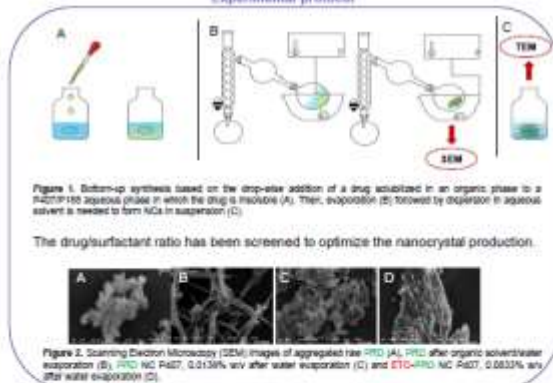 Experimental protocol
A
B
C
TEM
SEM
Figure 1. Bottom-up synthesis based on the drop-wise addition of a drug solubilized in an organic phase to a
P407/P188 aqueous phase in which the drug is insoluble (A). Then, evaporation (B) followed by dispersion in aqueous
solvent is needed to form NCs in suspension (C).
The drug/surfactant ratio has been screened to optimize the nanocrystal production.
A
B
C
D
Figure 2. Scanning Electron Microscopy (SEM) images of aggregated raw PRD (A), PRD after organic solvent/water
evaporation (B), PRD NC P407, 0.0136% w/v after water evaporation (C) and ETO-PRD NC P407, 0.0833% w/v
after water evaporation (D).